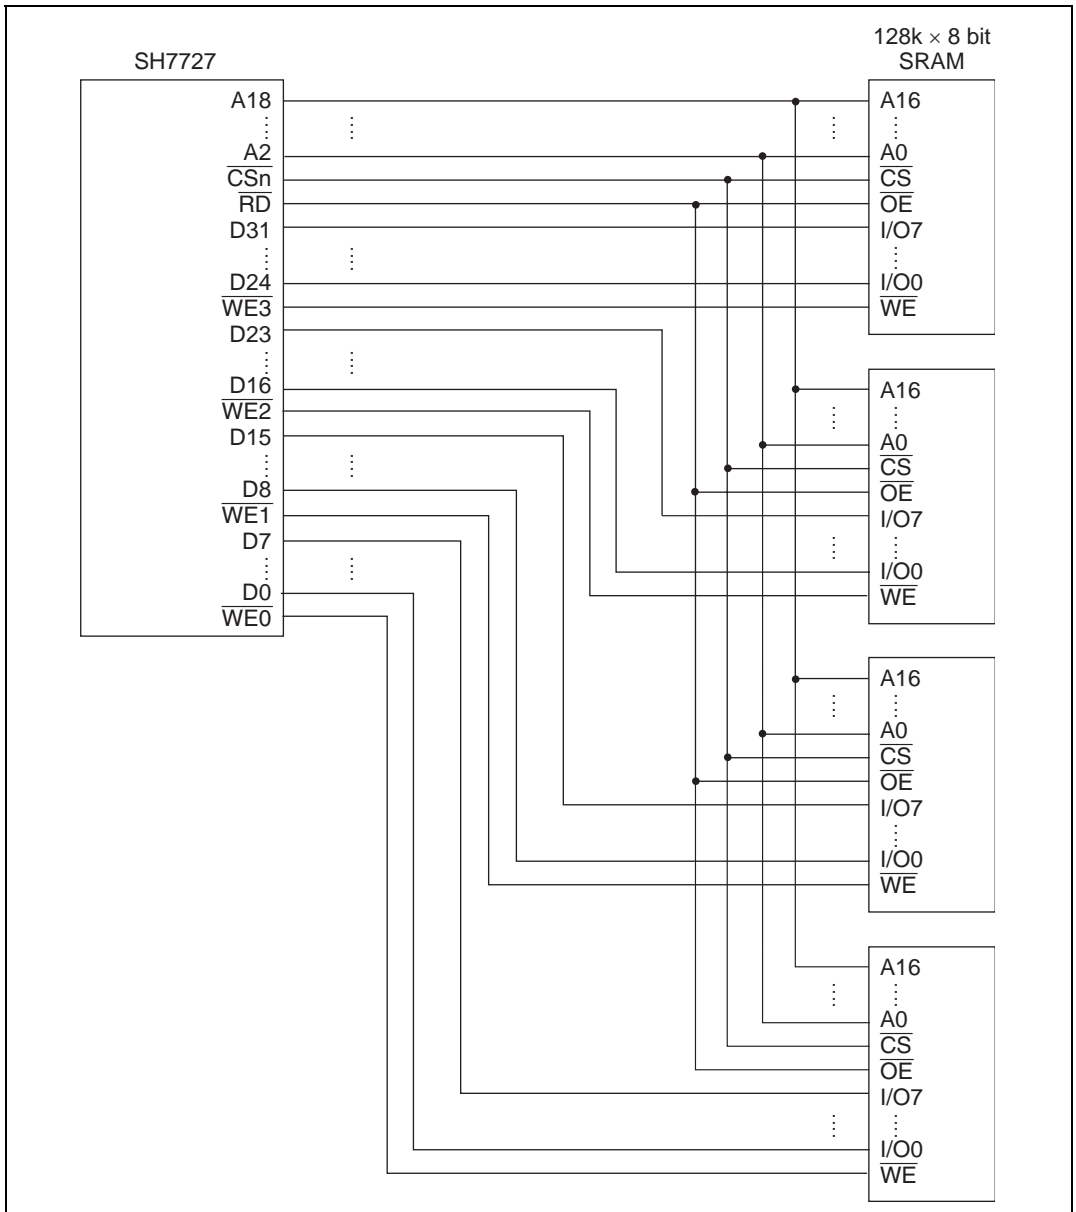 SH7727
A18
A2
CSn
RD
D31
D24
WE3
D23
D16
WE2
D15
D8
WE1
D7
D0
WE0
128k × 8 bit
SRAM
A16
A0
CS
OE
I/O7
I/O0
WE
A16
A0
CS
OE
I/O7
I/O0
WE
A16
A0
CS
OE
I/O7
I/O0
WE
A16
A0
CS
OE
I/O7
I/O0
WE